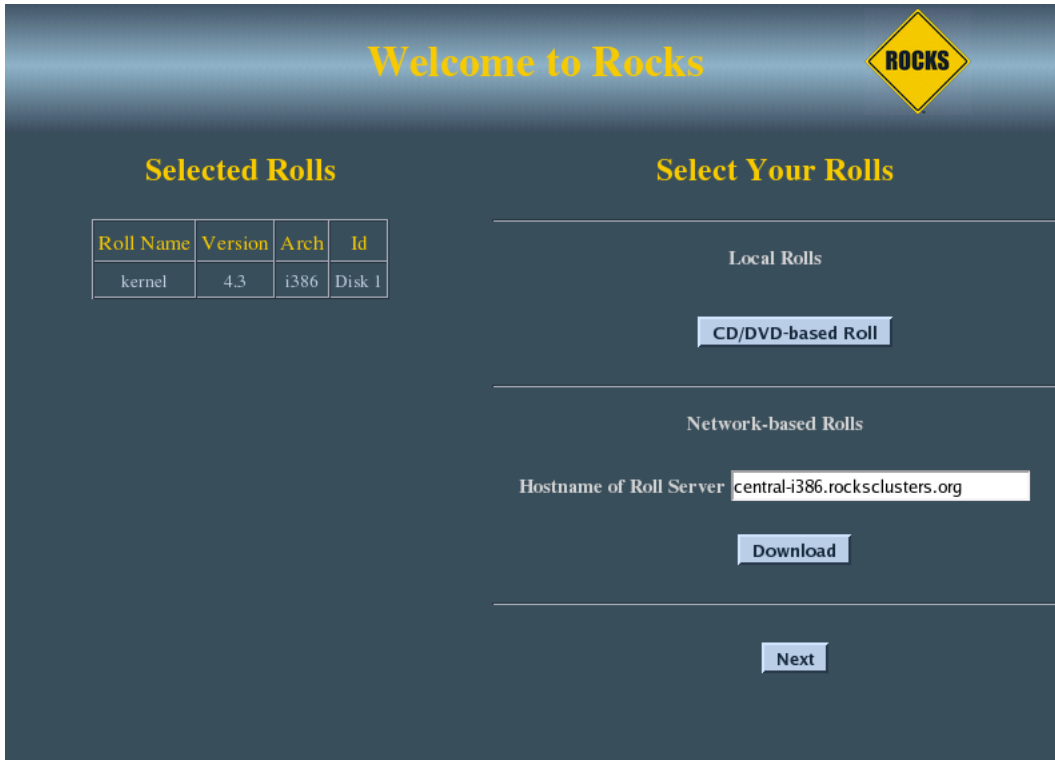 Welcome to Rocks
ROCKS
Selected Rolls
Roll Name Version Arch Id
kernel 4.3 i386 Disk 1
Select Your Rolls
Local Rolls
CD/DVD-based Roll
Network-based Rolls
Hostname of Roll Server central-i386.rocksclusters.org
Download
Next